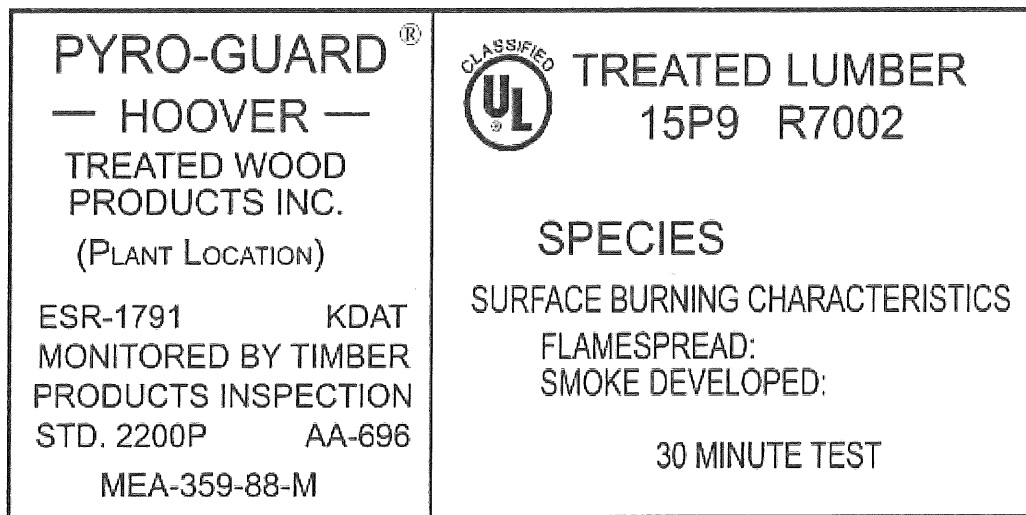 PYRO-GUARD ®
— HOOVER —
TREATED WOOD
PRODUCTS INC.
(PLANT LOCATION)
ESR-1791 KDAT
MONITORED BY TIMBER
PRODUCTS INSPECTION
STD. 2200P AA-696
MEA-359-88-M
CLASSIFIED
UL ®
TREATED LUMBER
15P9 R7002
SPECIES
SURFACE BURNING CHARACTERISTICS
FLAMESPREAD:
SMOKE DEVELOPED:
30 MINUTE TEST